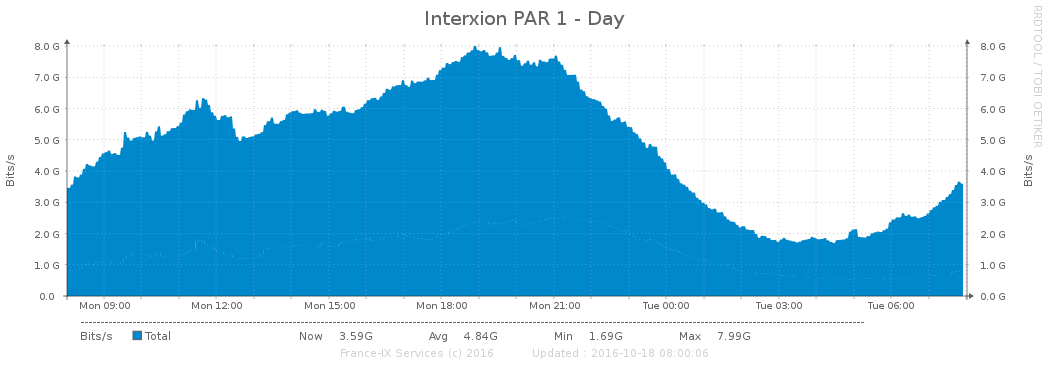 Interxion PAR 1 - Day
RRDTOOL / TOBI OETIKER
Bits/s
8.0 G
7.0 G
6.0 G
5.0 G
4.0 G
3.0 G
2.0 G
1.0 G
0.0
8.0 G
7.0 G
6.0 G
5.0 G
4.0 G
3.0 G
2.0 G
1.0 G
0.0 G
Bits/s
Mon 09:00 Mon 12:00 Mon 15:00 Mon 18:00 Mon 21:00 Tue 00:00 Tue 03:00 Tue 06:00
Bits/s Total Now 3.59G Avg 4.84G Min 1.69G Max 7.99G
France-IX Services (c) 2016 Updated : 2016-10-18 08:00:06